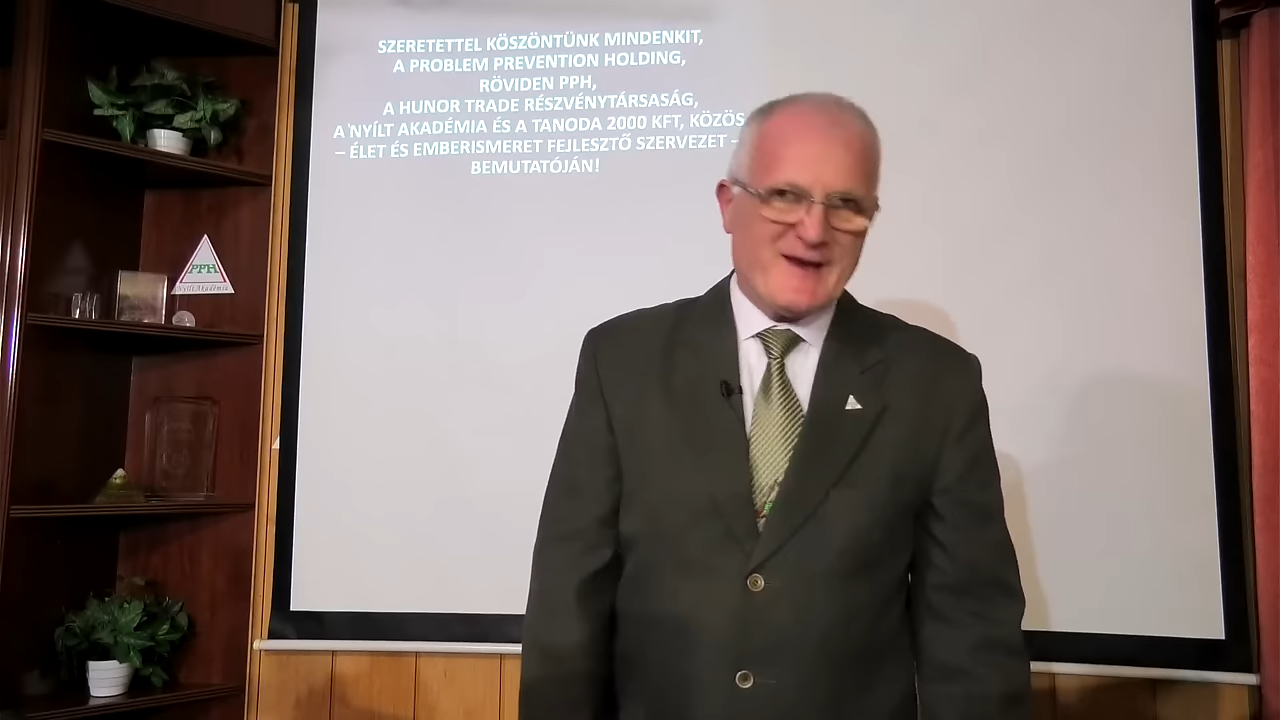 SZERETETTEL KÖSZÖNTÜNK MINDENKIT,
A PROBLEM PREVENTION HOLDING,
RÖVIDEN PPH,
A HUNOR TRADE RÉSZVÉNYTÁRSASÁG,
A NYÍLT AKADÉMIA ÉS A TANODA 2000 KFT, KÖZÖS
– ÉLET ÉS EMBERISMERET FEJLESZTŐ SZERVEZET –
BEMUTATÓJÁN!
PPH
Nyílt Akadémia